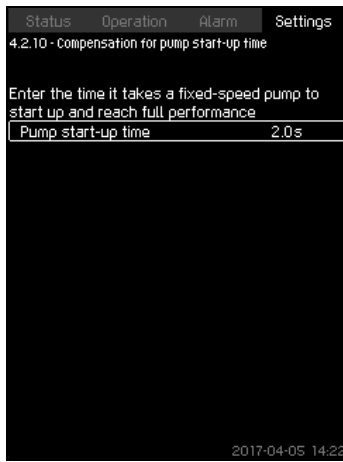 Status Operation Alarm Settings
4.2.10 - Compensation for pump start-up time
Enter the time it takes a fixed-speed pump to
start up and reach full performance
Pump start-up time 2.0s
2017-04-05 14:22